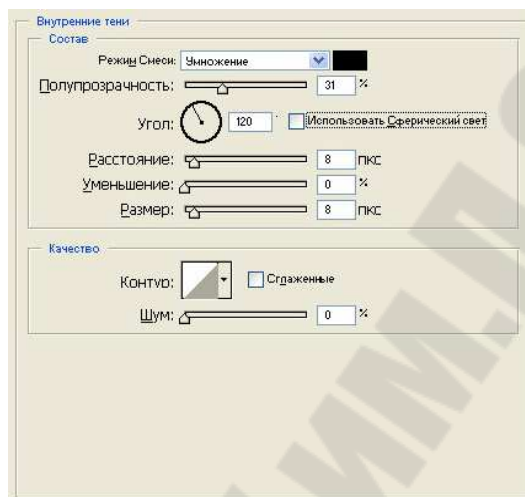 Внутренние тени
Состав
Режим Смеси: Умножение
Полупрозрачность: 31 %
Угол: 120 ° Использовать Сферический свет
Расстояние: 8 пкс
Уменьшение: 0 %
Размер: 8 пкс
Качество
Контур: Сглаженные
Шум: 0 %